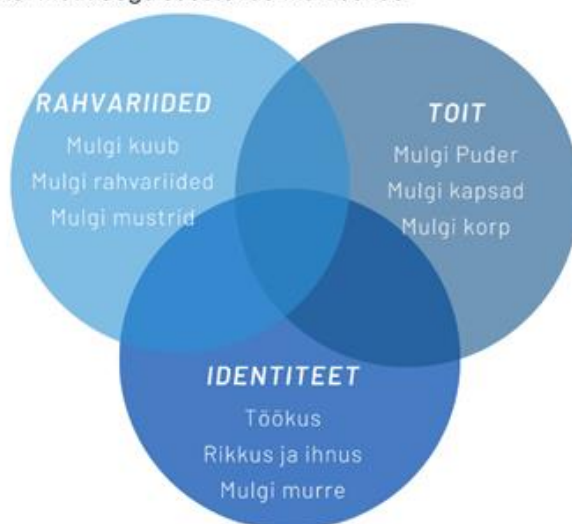 RAHVARIIDED
Mulgi kuub
Mulgi rahvariided
Mulgi mustrid
TOIT
Mulgi Puder
Mulgi kapsad
Mulgi korp
IDENTITEET
Töökus
Rikkus ja ihnus
Mulgi murre